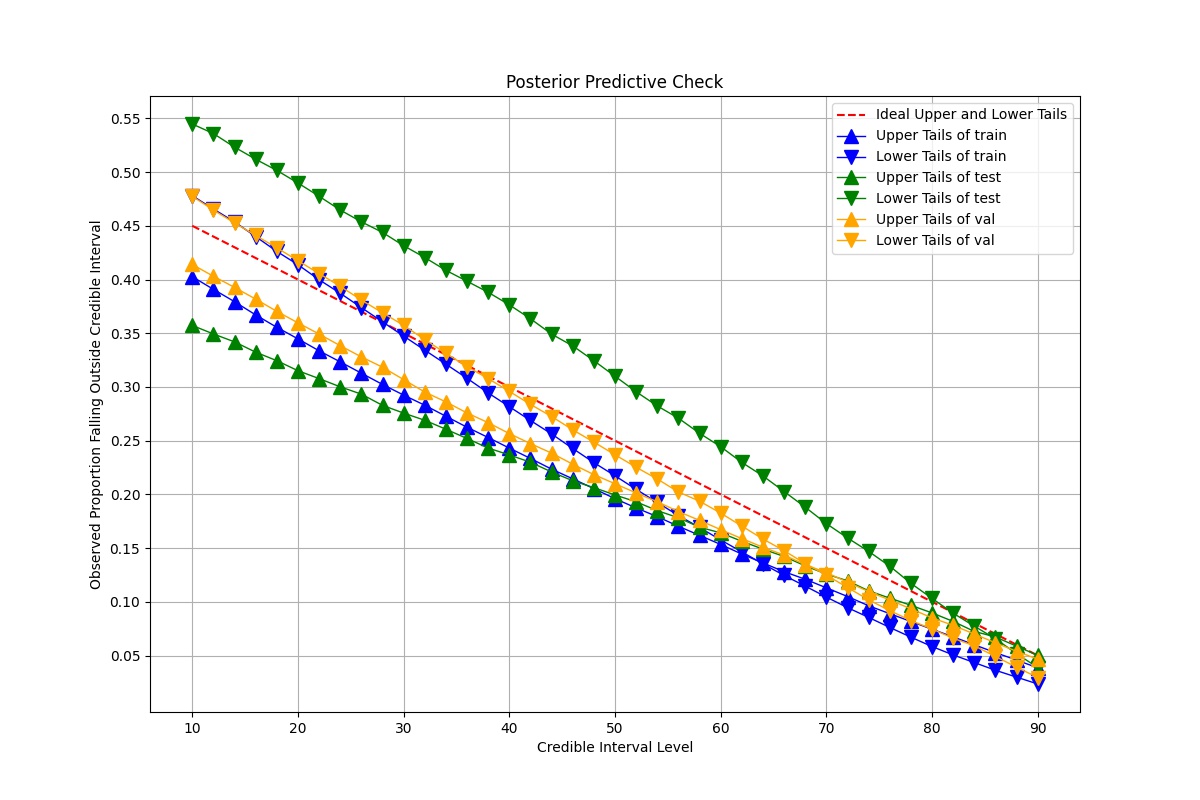 Posterior Predictive Check
Ideal Upper and Lower Tails
Upper Tails of train
Lower Tails of train
Upper Tails of test
Lower Tails of test
Upper Tails of val
Lower Tails of val
Observed Proportion Falling Outside Credible Interval
0.55
0.50
0.45
0.40
0.35
0.30
0.25
0.20
0.15
0.10
0.05
10 20 30 40 50 60 70 80 90
Credible Interval Level